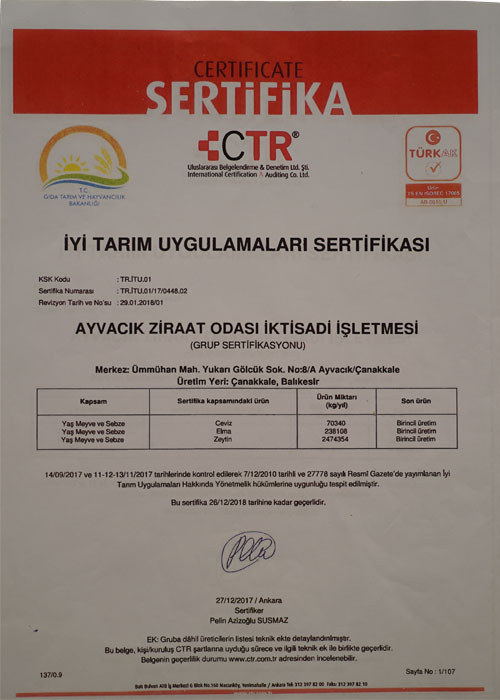 CERTIFICATE
SERTİFİKA
CTR®
Uluslararası Belgelendirme & Denetim Ltd. Şti.
International Certification & Auditing Co. Ltd.
T.C.
GIDA TARIM VE HAYVANCILIK
BAKANLIĞI
TÜRKAK
İYİ TARIM UYGULAMALARI SERTİFİKASI
KSK Kodu : TR.İTU.01
Sertifika Numarası : TR.İTU.01/17/0448.02
Revizyon Tarih ve No'su : 29.01.2018/01
AYVACIK ZİRAAT ODASI İKTİSADİ İŞLETMESİ
(GRUP SERTİFİKASYONU)
Merkez: Ümmühan Mah. Yukarı Gölcük Sok. No:8/A Ayvacık/Çanakkale
Üretim Yeri: Çanakkale, Balıkesir
Kapsam Sertifika kapsamındaki ürün Ürün Miktarı (kg/yıl) Son ürün
Yaş Meyve ve Sebze Ceviz 70340 Birincil üretim
Yaş Meyve ve Sebze Elma 238108 Birincil üretim
Yaş Meyve ve Sebze Zeytin 2474354 Birincil üretim
14/09/2017 ve 11-12-13/11/2017 tarihlerinde kontrol edilerek 7/12/2010 tarihli ve 27778 sayılı Resmî Gazete'de yayımlanan İyi
Tarım Uygulamaları Hakkında Yönetmelik hükümlerine uygunluğu tespit edilmiştir.
Bu sertifika 26/12/2018 tarihine kadar geçerlidir.
27/12/2017 / Ankara
Sertifiker
Pelin Azizoğlu SUSMAZ
EK: Gruba dâhil üreticilerin listesi teknik ekte detaylandırılmıştır.
Bu belge, kişi/kuruluş CTR şartlarına uyduğu sürece ve ilgili teknik ek ile birlikte geçerlidir.
Belgenin geçerlilik durumu www.ctr.com.tr adresinden incelenebilir.
137/0.9
Sayfa No : 1/107